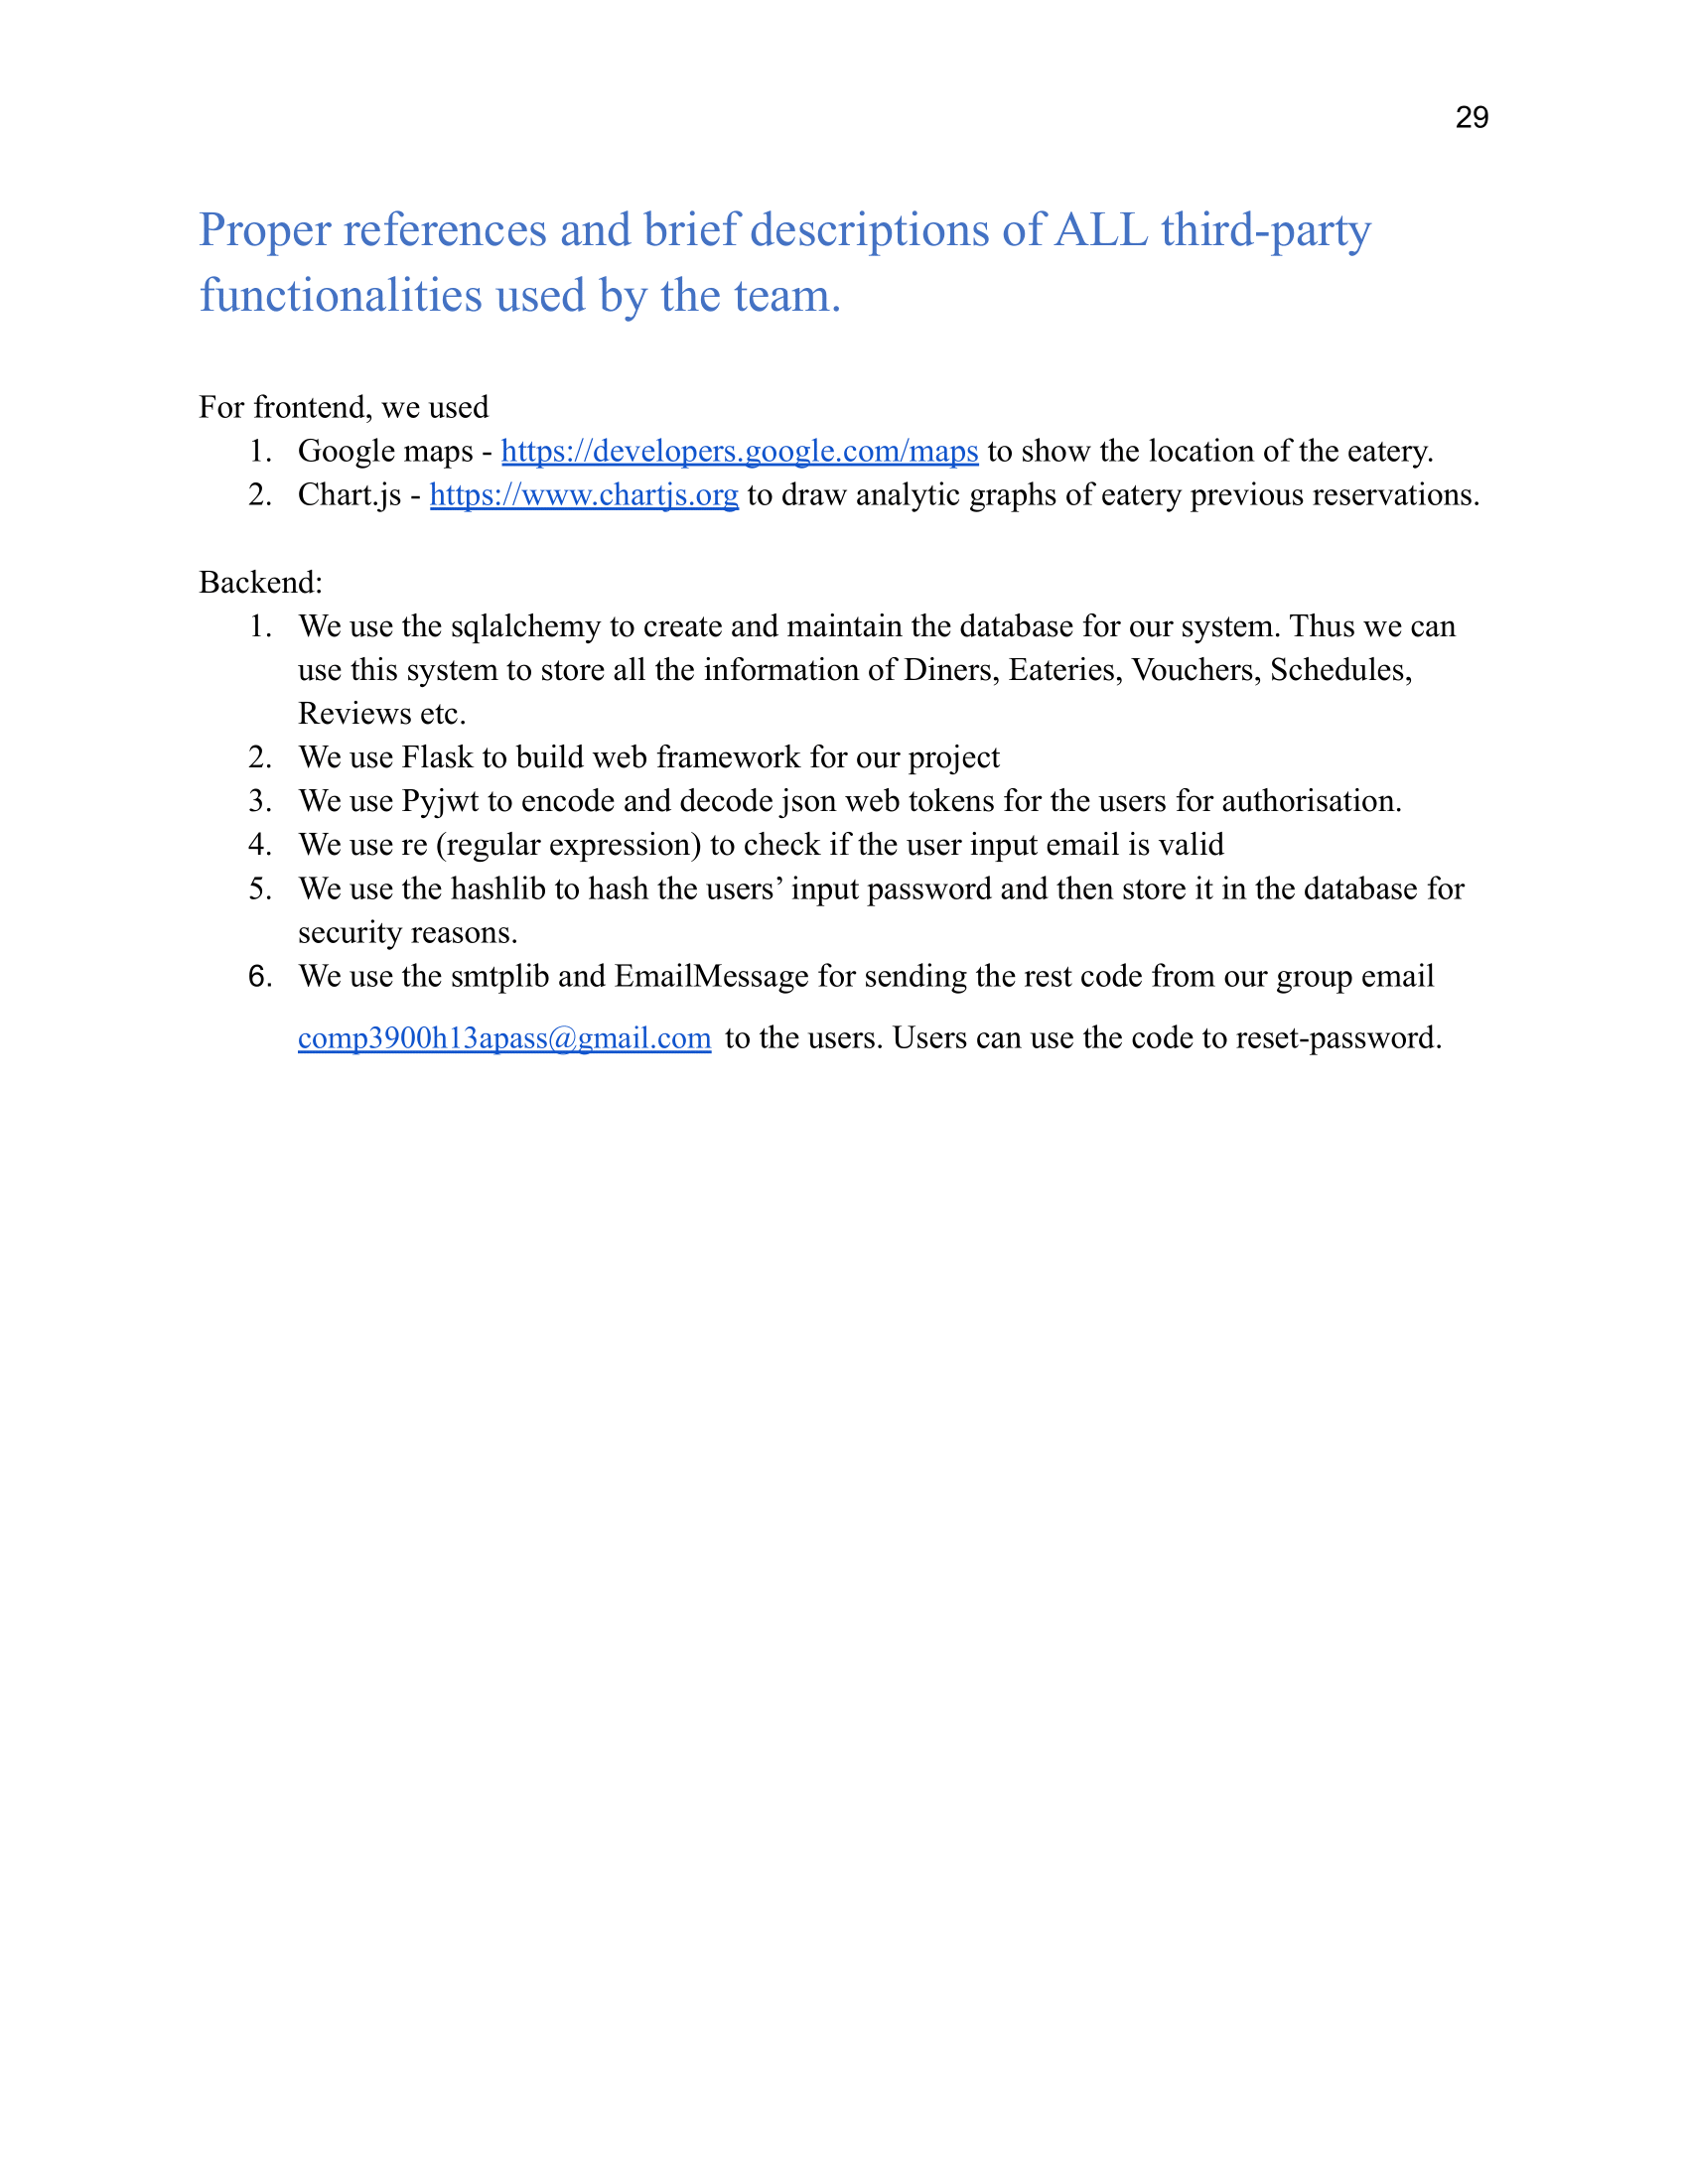 29
Proper references and brief descriptions of ALL third-party
functionalities used by the team.
For frontend, we used
1. Google maps - https://developers.google.com/maps to show the location of the eatery.
2. Chart.js - https://www.chartjs.org to draw analytic graphs of eatery previous reservations.
Backend:
1. We use the sqlalchemy to create and maintain the database for our system. Thus we can
use this system to store all the information of Diners, Eateries, Vouchers, Schedules,
Reviews etc.
2. We use Flask to build web framework for our project
3. We use Pyjwt to encode and decode json web tokens for the users for authorisation.
4. We use re (regular expression) to check if the user input email is valid
5. We use the hashlib to hash the users’ input password and then store it in the database for
security reasons.
6. We use the smtplib and EmailMessage for sending the rest code from our group email
comp3900h13apass@gmail.com to the users. Users can use the code to reset-password.